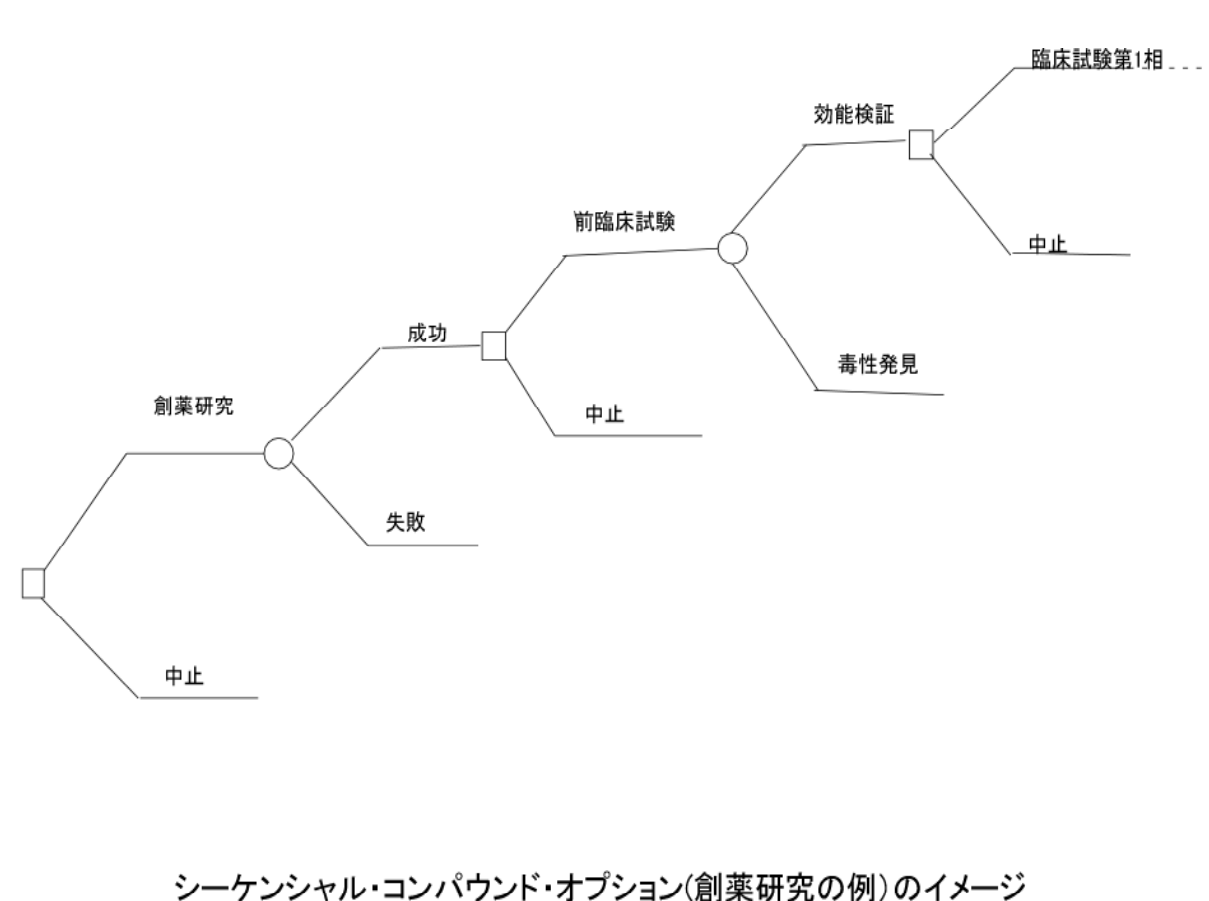 臨床試験第1相
効能検証
中止
前臨床試験
毒性発見
成功
中止
創薬研究
失敗
中止
シーケンシャル・コンパウンド・オプション(創薬研究の例)のイメージ